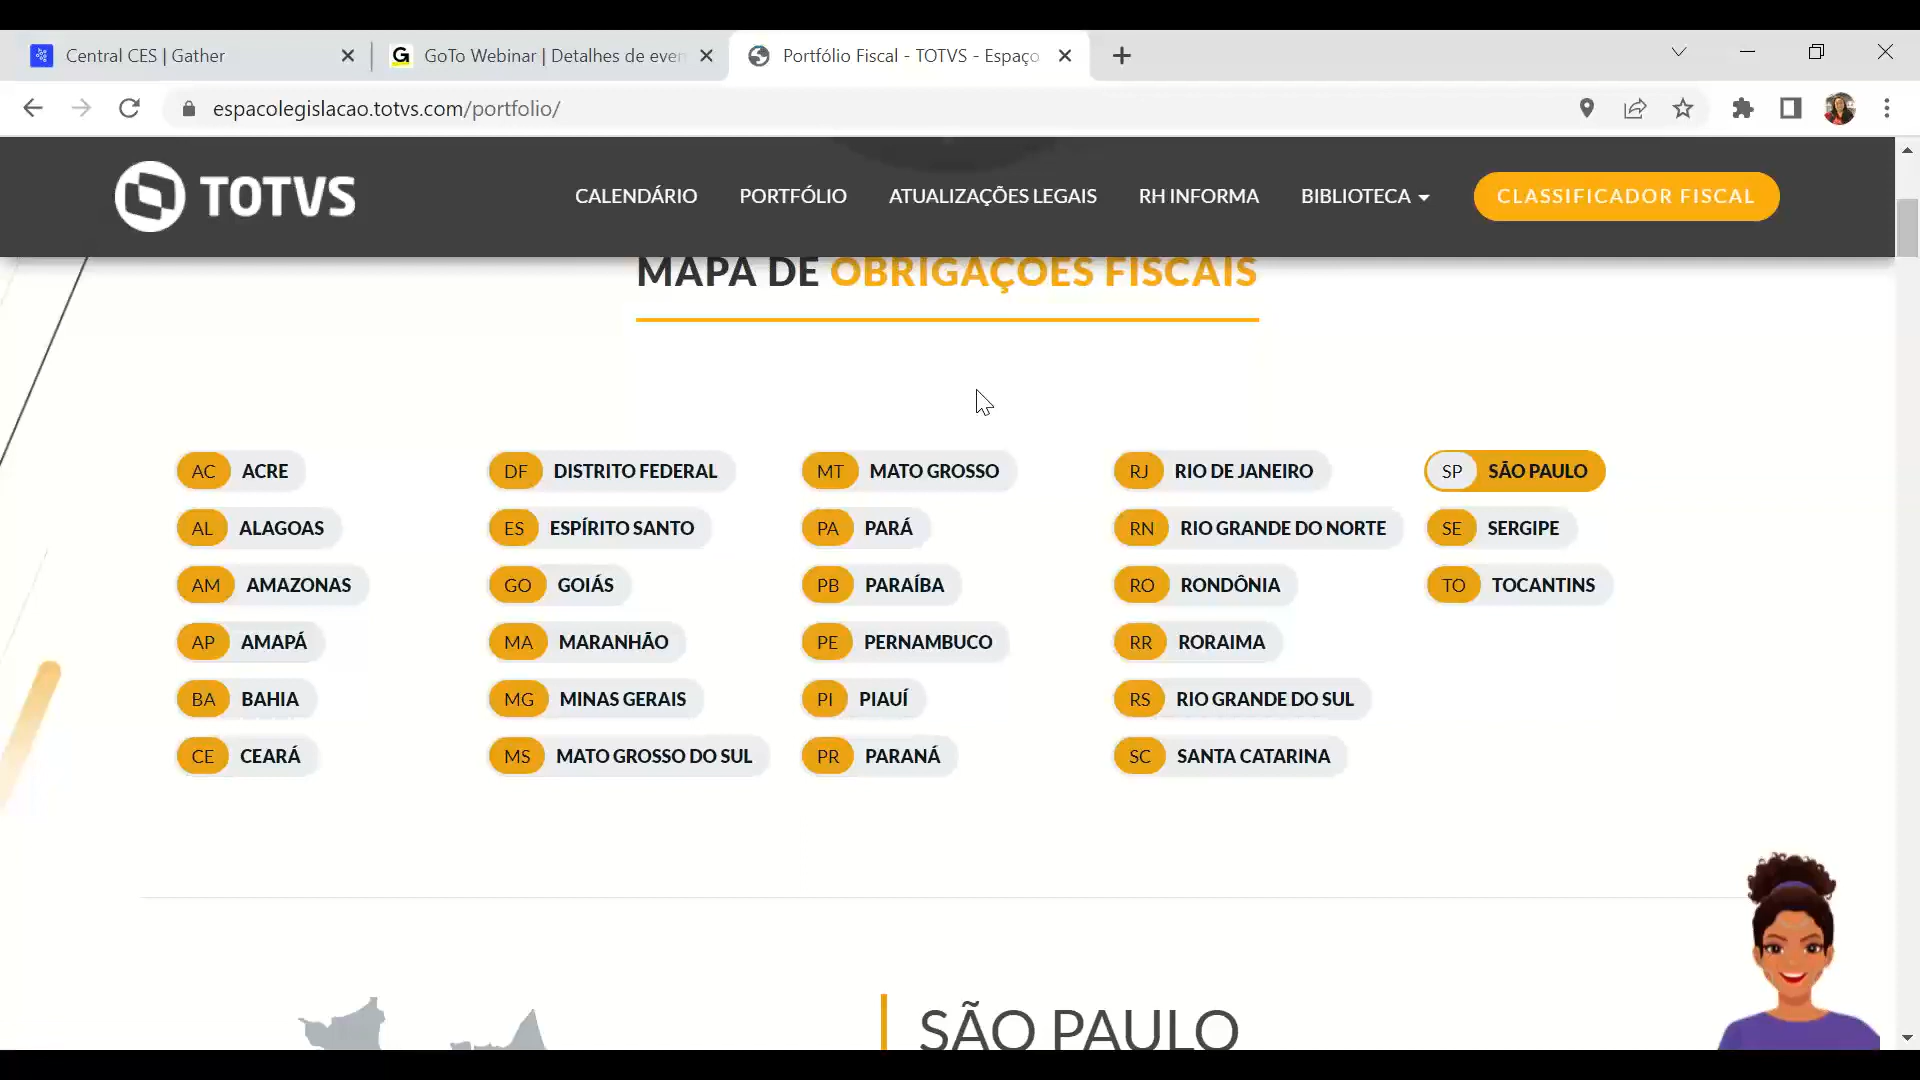 Central CES | Gather
GoTo Webinar | Detalhes de even
Portfólio Fiscal - TOTVS - Espaço
espacolegislacao.totvs.com/portfolio/
TOTVS
CALENDÁRIO
PORTFÓLIO
ATUALIZAÇÕES LEGAIS
RH INFORMA
BIBLIOTECA
CLASSIFICADOR FISCAL
MAPA DE OBRIGAÇÕES FISCAIS
AC ACRE
AL ALAGOAS
AM AMAZONAS
AP AMAPÁ
BA BAHIA
CE CEARÁ
DF DISTRITO FEDERAL
ES ESPÍRITO SANTO
GO GOIÁS
MA MARANHÃO
MG MINAS GERAIS
MS MATO GROSSO DO SUL
MT MATO GROSSO
PA PARÁ
PB PARAÍBA
PE PERNAMBUCO
PI PIAUÍ
PR PARANÁ
RJ RIO DE JANEIRO
RN RIO GRANDE DO NORTE
RO RONDÔNIA
RR RORAIMA
RS RIO GRANDE DO SUL
SC SANTA CATARINA
SP SÃO PAULO
SE SERGIPE
TO TOCANTINS
SÃO PAULO